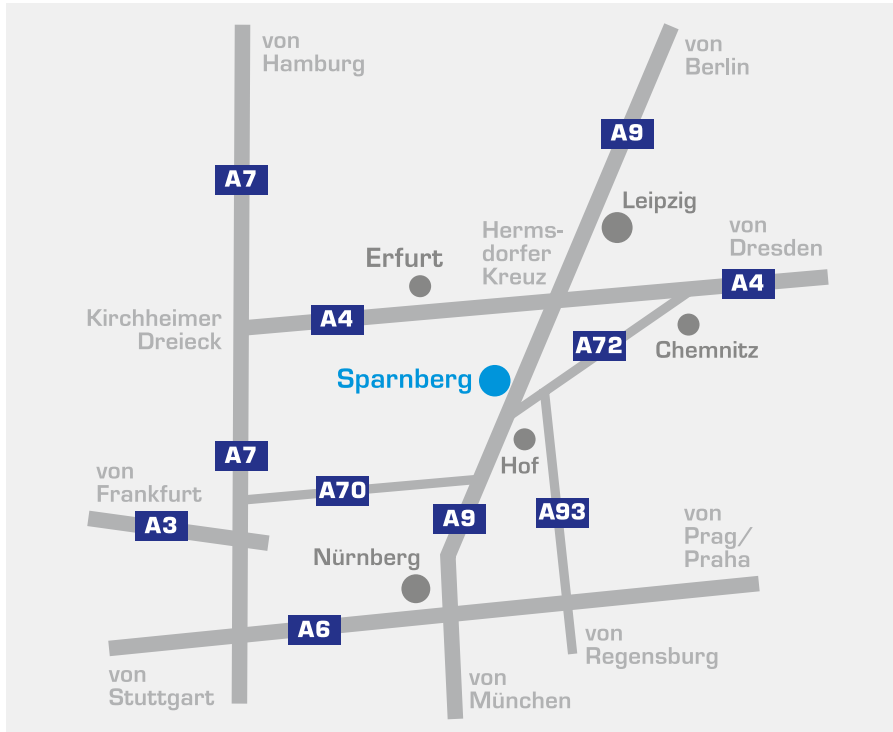 von
Hamburg
von
Berlin
A9
A7
Leipzig
Herms-
dorfer
Kreuz
von
Dresden
Erfurt
A4
Kirchheimer
Dreieck
A4
A72
Chemnitz
Sparnberg
A7
Hof
von
Frankfurt
A70
A3
A9
A93
von
Prag/
Praha
Nürnberg
A6
von
Regensburg
von
Stuttgart
von
München